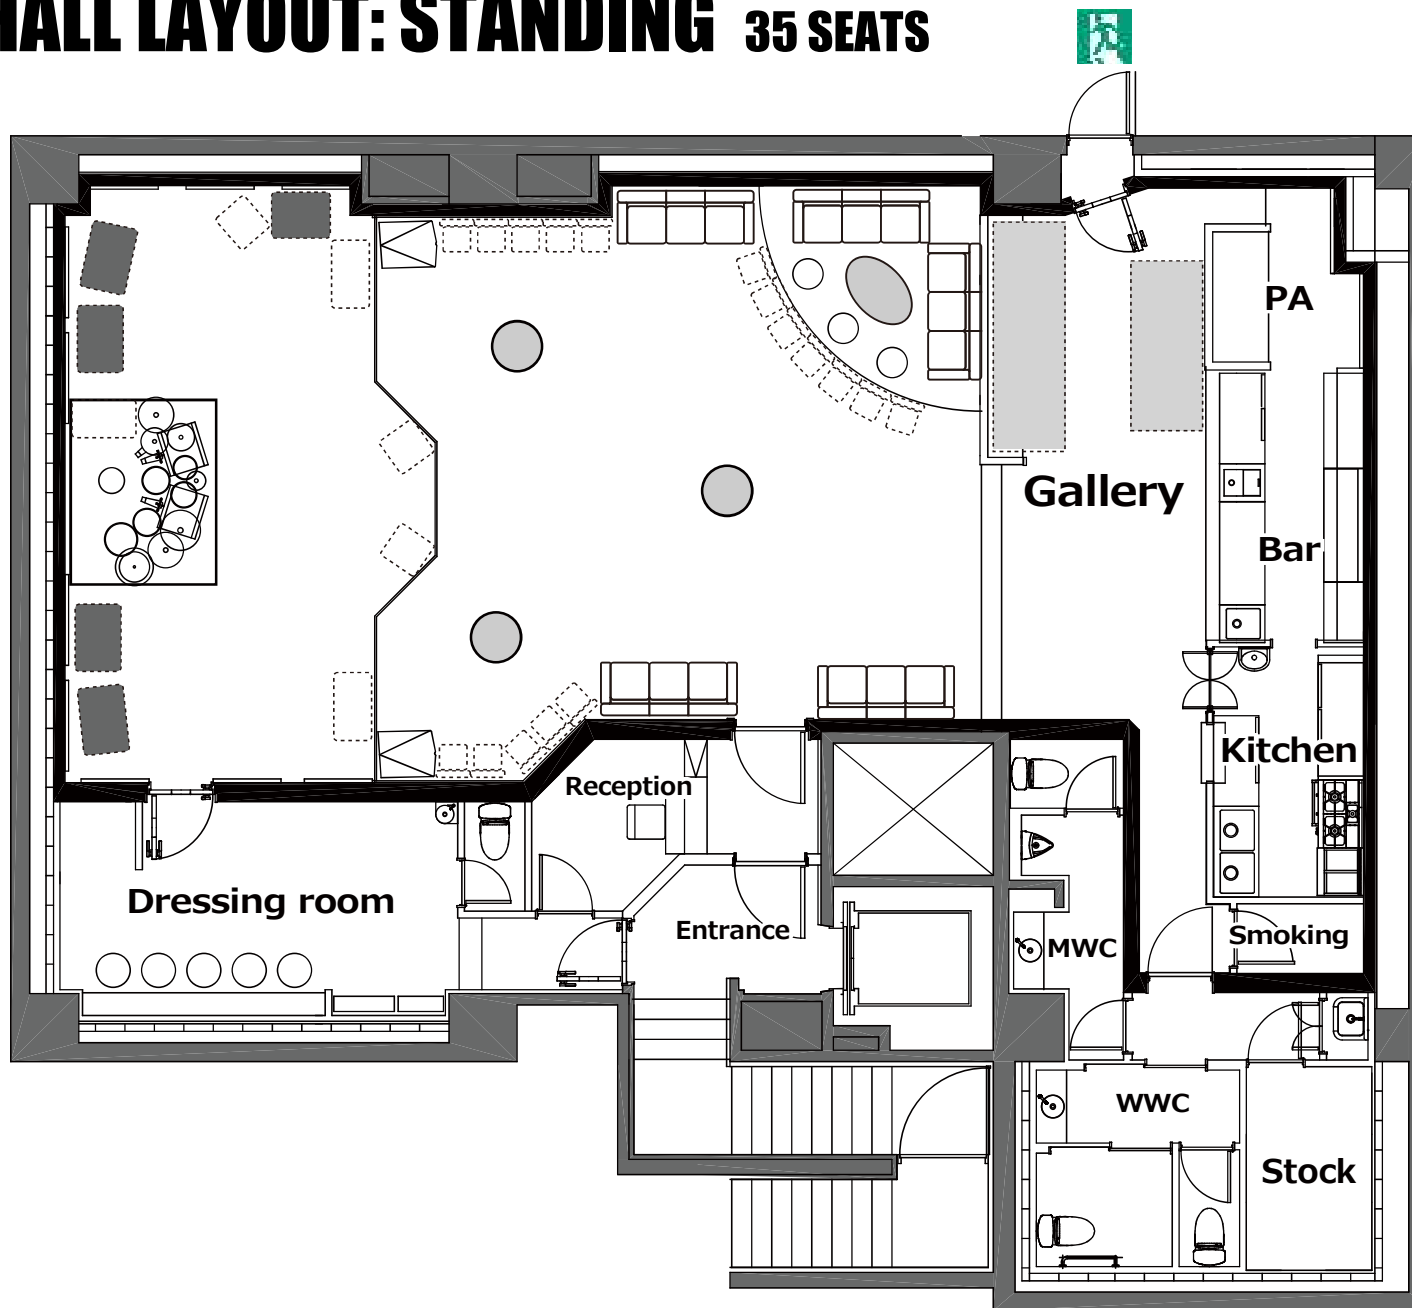 HALL LAYOUT: STANDING 35 SEATS
PA
Gallery
Bar
Kitchen
Reception
Dressing room
Entrance
MWC
Smoking
WWC
Stock